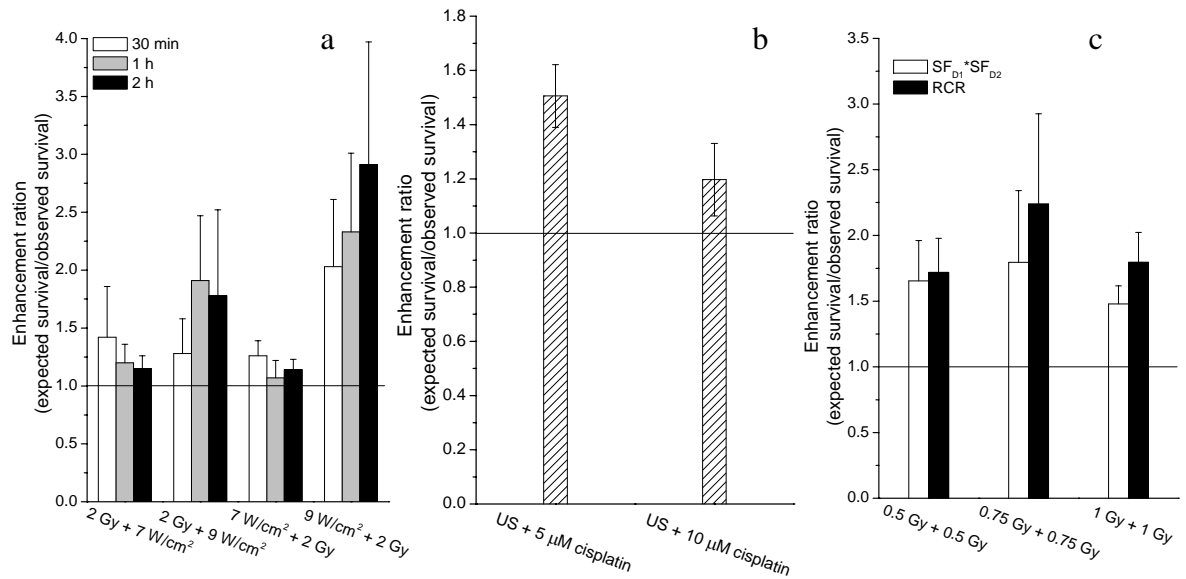 a
30 min
1 h
2 h
Enhancement ration
(expected survival/observed survival)
4.0
3.5
3.0
2.5
2.0
1.5
1.0
0.5
0.0
2 Gy + 7 W/cm²
2 Gy + 9 W/cm²
7 W/cm² + 2 Gy
9 W/cm² + 2 Gy
b
Enhancement ratio
(expected survival/observed survival)
1.8
1.6
1.4
1.2
1.0
0.8
0.6
0.4
0.2
0.0
US + 5 μM cisplatin
US + 10 μM cisplatin
c
SF_D1*SF_D2
RCR
Enhancement ratio
(expected survival/observed survival)
3.5
3.0
2.5
2.0
1.5
1.0
0.5
0.0
0.5 Gy + 0.5 Gy
0.75 Gy + 0.75 Gy
1 Gy + 1 Gy